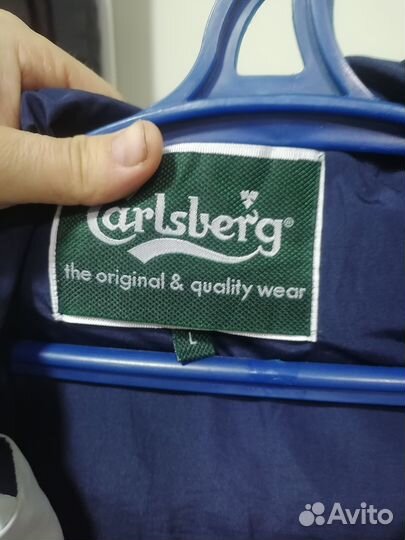 Carlsberg®
the original & quality wear
L
Avito